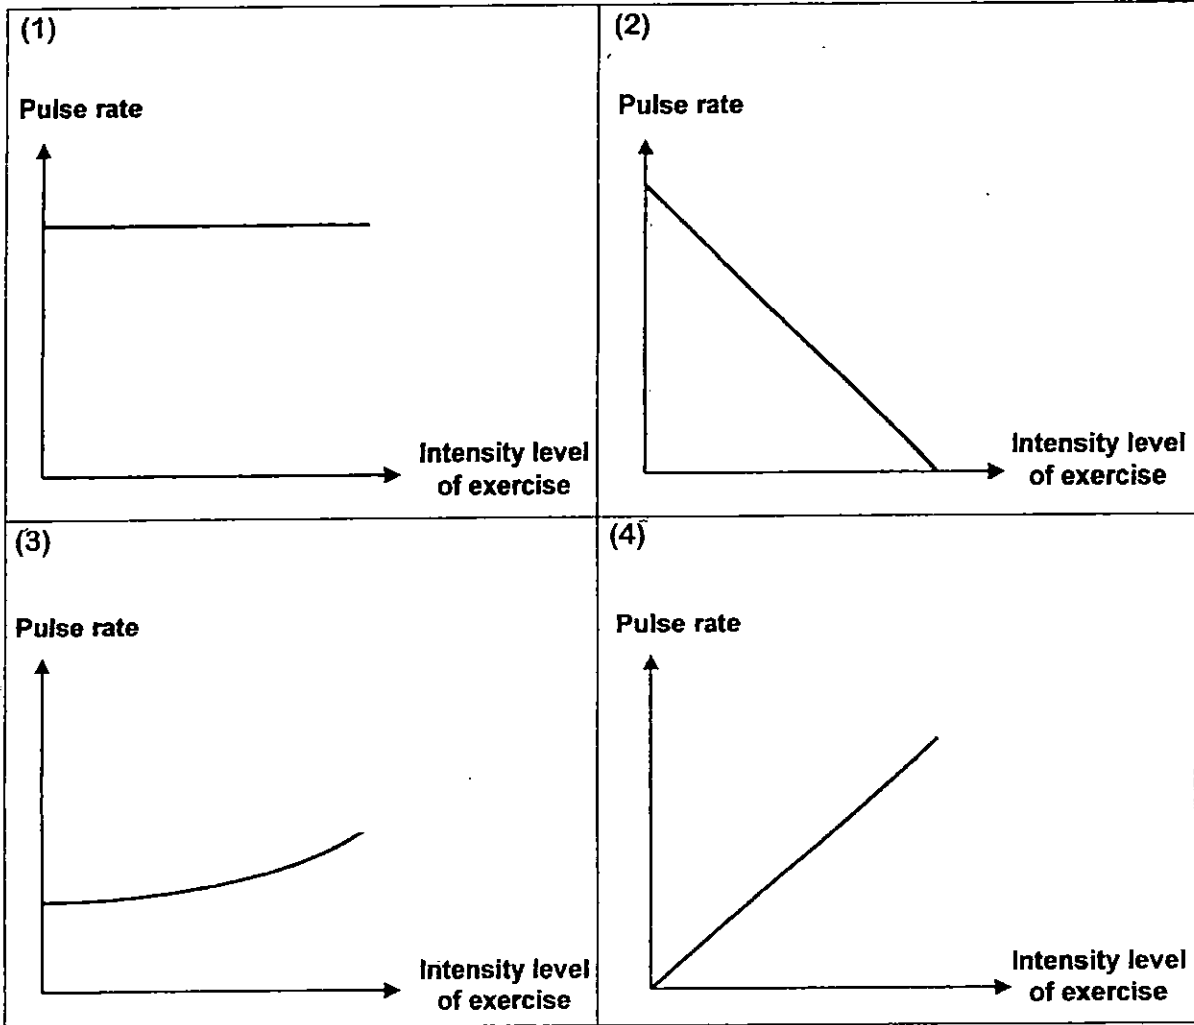 (1)
Pulse rate
Intensity level
of exercise
(2)
Pulse rate
Intensity level
of exercise
(3)
Pulse rate
Intensity level
of exercise
(4)
Pulse rate
Intensity level
of exercise